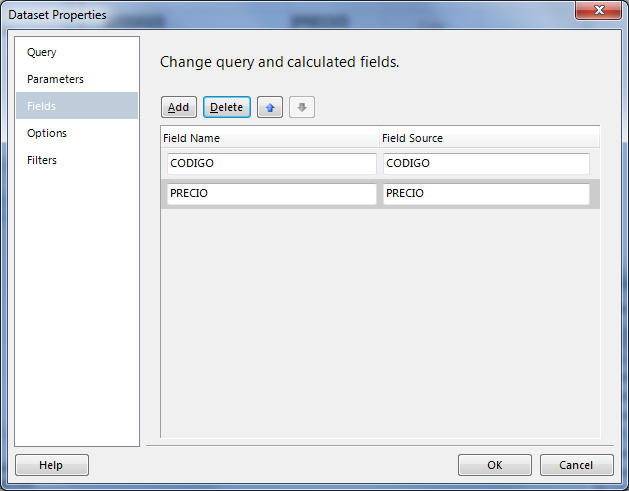 Dataset Properties
Query
Parameters
Fields
Options
Filters
Change query and calculated fields.
Add Delete
Field Name Field Source
CODIGO CODIGO
PRECIO PRECIO
Help OK Cancel